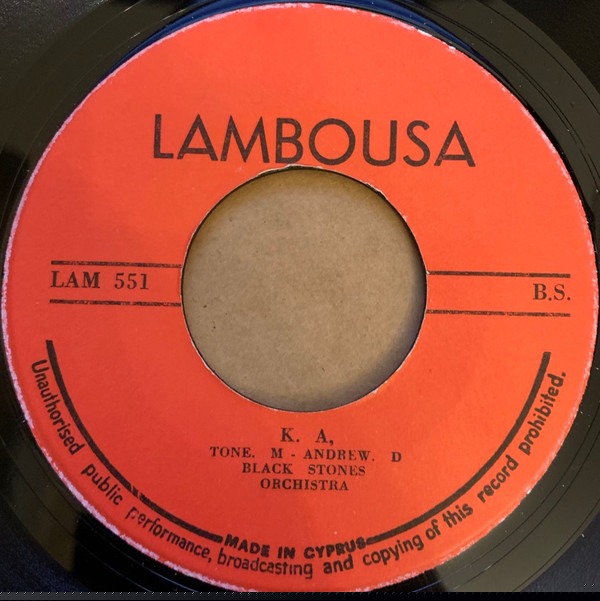 LAMBOUSA
LAM 551
B.S.
K. A,
TONE. M - ANDREW. D
BLACK STONES
ORCHISTRA
MADE IN CYPRUS
Unauthorised public performance, broadcasting and copying of this record prohibited.